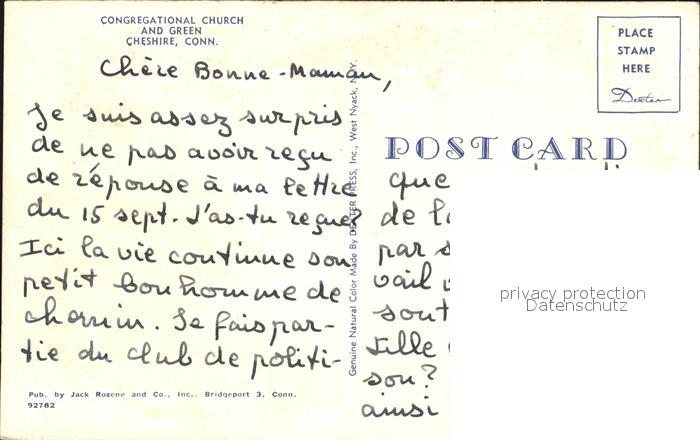 CONGREGATIONAL CHURCH
AND GREEN
CHESHIRE, CONN.
PLACE
STAMP
HERE
Dexter
Chère Bonne-Maman,
Je suis assez surpris
de ne pas avoir reçu
de réponse à ma lettre
du 15 sept. L'as-tu reçue?
Ici la vie continue son
petit bonhomme de
chemin. Je fais par-
tie du club de politi-
Pub. by Jack Rozene and Co., Inc., Bridgeport 3, Conn.
92782
Genuine Natural Color Made By DEXTER PRESS, Inc., West Nyack, N.Y.
POST CARD
que
de
par
vail
sont
sille
son?
ainsi
privacy protection
Datenschutz